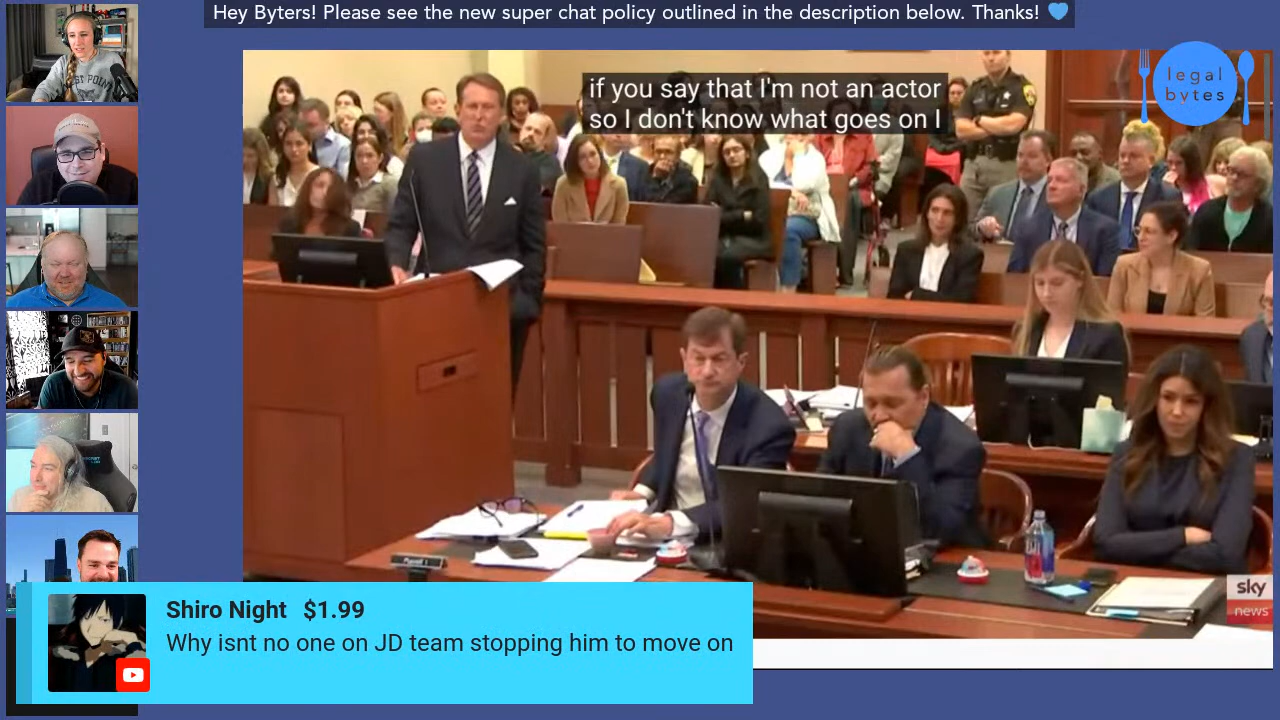 Hey Byters! Please see the new super chat policy outlined in the description below. Thanks! 💙
legal
bytes
if you say that I'm not an actor
so I don't know what goes on I
sky
news
Shiro Night $1.99
Why isnt no one on JD team stopping him to move on